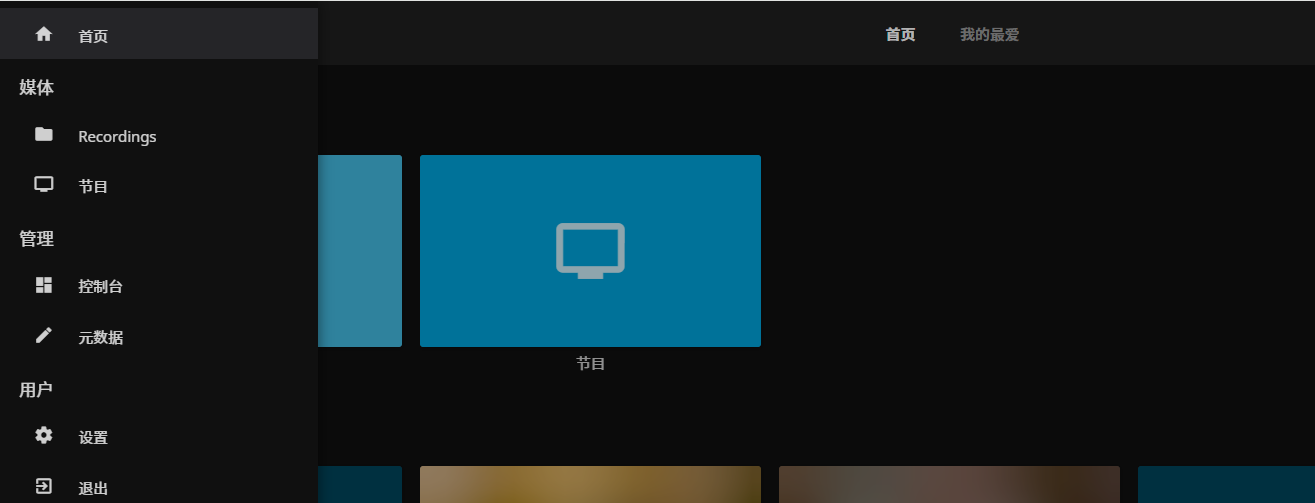 首页
媒体
Recordings
节目
管理
控制台
元数据
用户
设置
退出
首页
我的最爱
节目